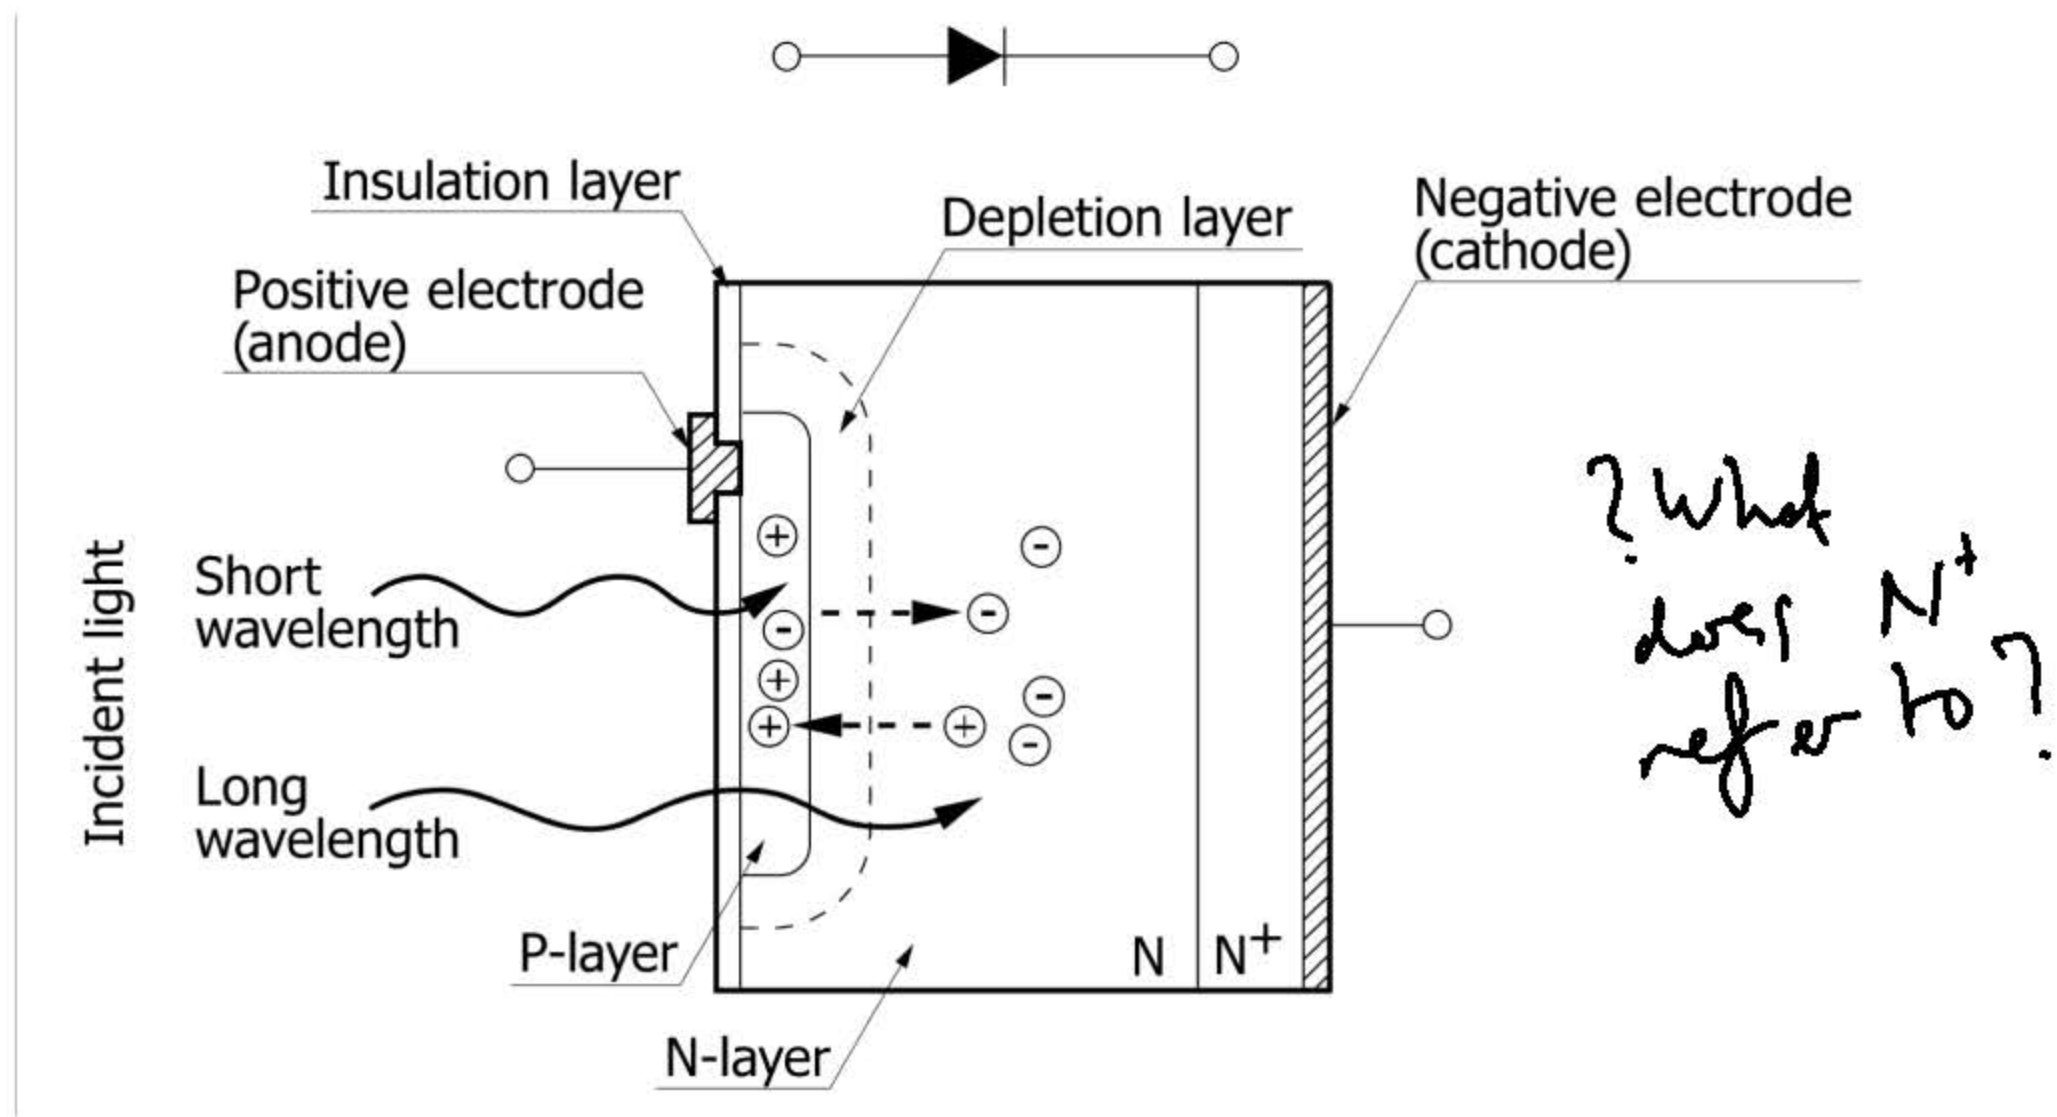 Insulation layer
Depletion layer
Negative electrode
(cathode)
Positive electrode
(anode)
Incident light
Short
wavelength
Long
wavelength
P-layer
N-layer
N
N⁺
+
-
+
+
-
+
-
-
-
? What
does N⁺
refer to ?